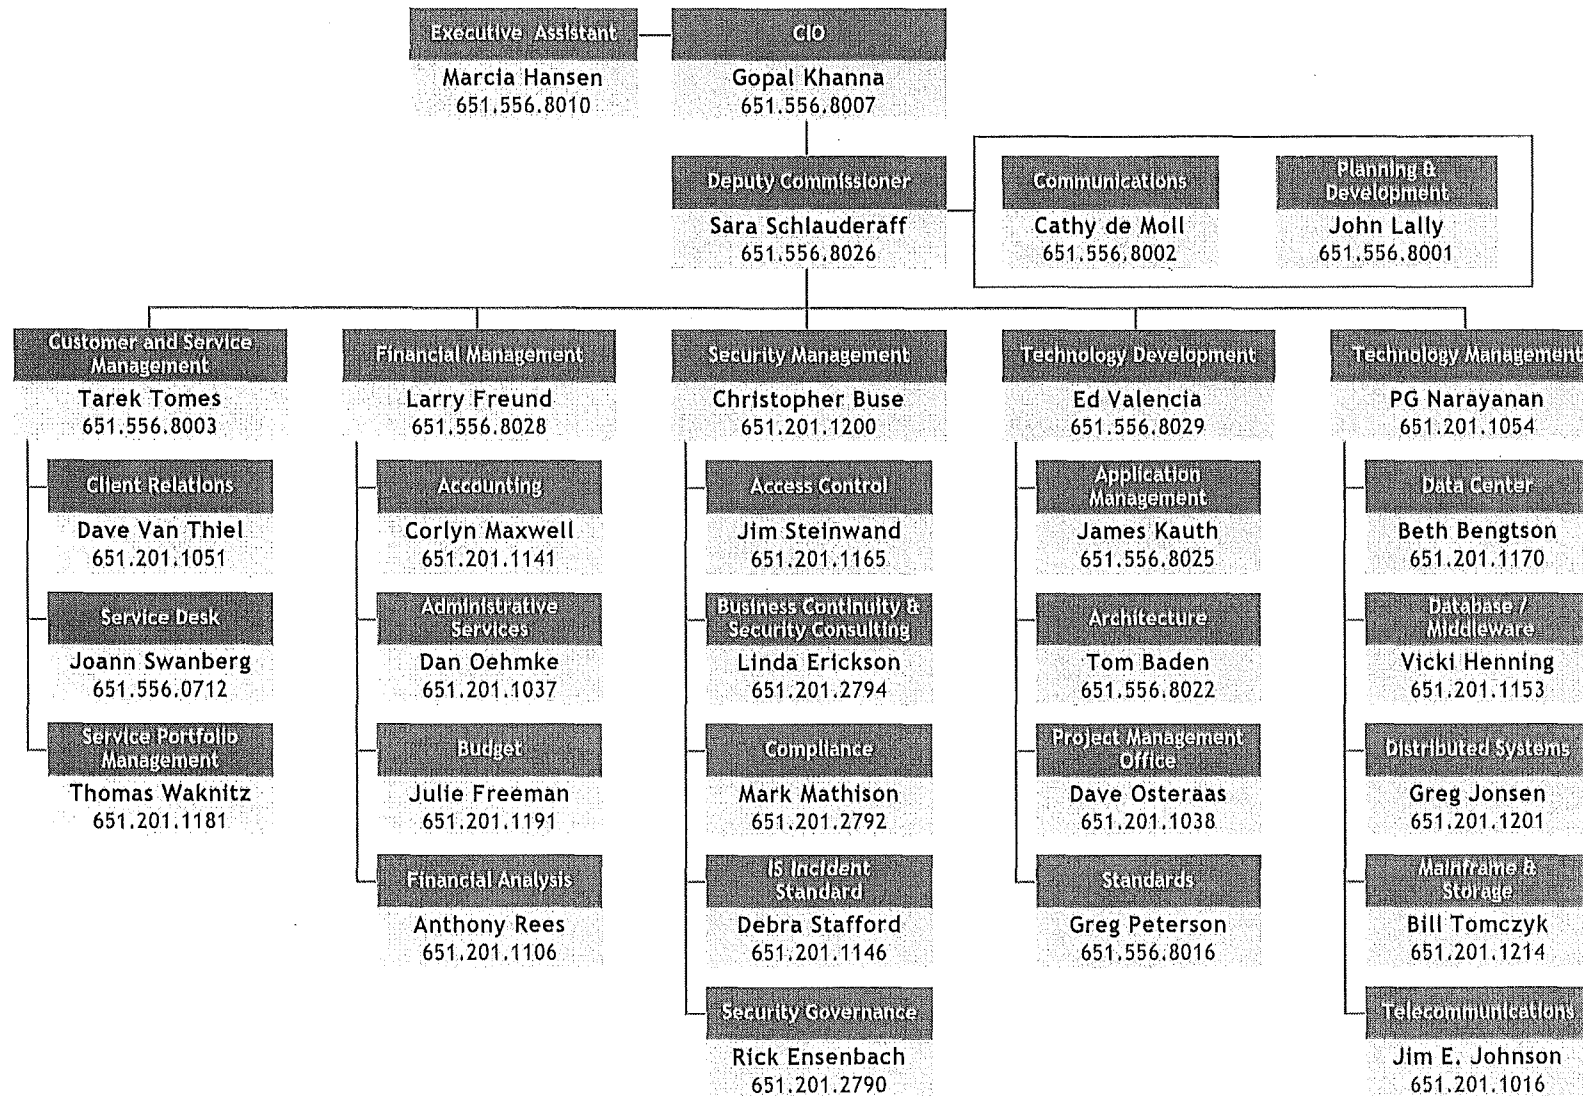 Executive Assistant
Marcia Hansen
651.556.8010
CIO
Gopal Khanna
651.556.8007
Deputy Commissioner
Sara Schlauderaff
651.556.8026
Communications
Cathy de Moll
651.556.8002
Planning &
Development
John Lally
651.556.8001
Customer and Service
Management
Tarek Tomes
651.556.8003
Client Relations
Dave Van Thiel
651.201.1051
Service Desk
Joann Swanberg
651.556.0712
Service Portfolio
Management
Thomas Waknitz
651.201.1181
Financial Management
Larry Freund
651.556.8028
Accounting
Corlyn Maxwell
651.201.1141
Administrative
Services
Dan Oehmke
651.201.1037
Budget
Julie Freeman
651.201.1191
Financial Analysis
Anthony Rees
651.201.1106
Security Management
Christopher Buse
651.201.1200
Access Control
Jim Steinwand
651.201.1165
Business Continuity &
Security Consulting
Linda Erickson
651.201.2794
Compliance
Mark Mathison
651.201.2792
IS Incident
Standard
Debra Stafford
651.201.1146
Security Governance
Rick Ensenbach
651.201.2790
Technology Development
Ed Valencia
651.556.8029
Application
Management
James Kauth
651.556.8025
Architecture
Tom Baden
651.556.8022
Project Management
Office
Dave Osteraas
651.201.1038
Standards
Greg Peterson
651.556.8016
Technology Management
PG Narayanan
651.201.1054
Data Center
Beth Bengtson
651.201.1170
Database /
Middleware
Vicki Henning
651.201.1153
Distributed Systems
Greg Jonsen
651.201.1201
Mainframe &
Storage
Bill Tomczyk
651.201.1214
Telecommunications
Jim E. Johnson
651.201.1016